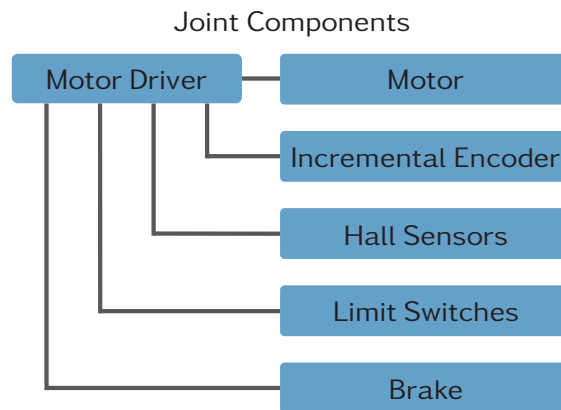 Joint Components
Motor Driver
Motor
Incremental Encoder
Hall Sensors
Limit Switches
Brake